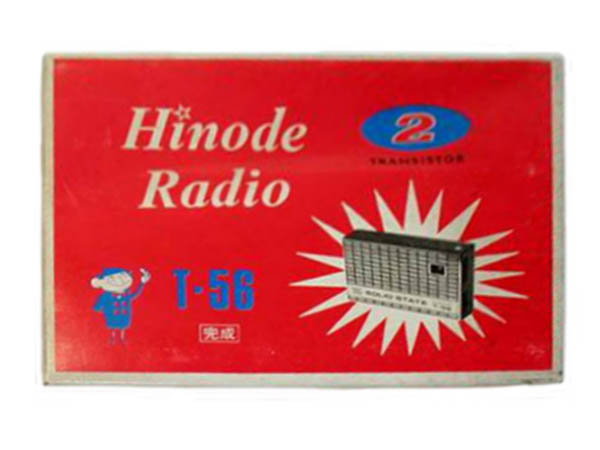 Hinode
Radio
2
TRANSISTOR
T-56
完成
SOLID STATE